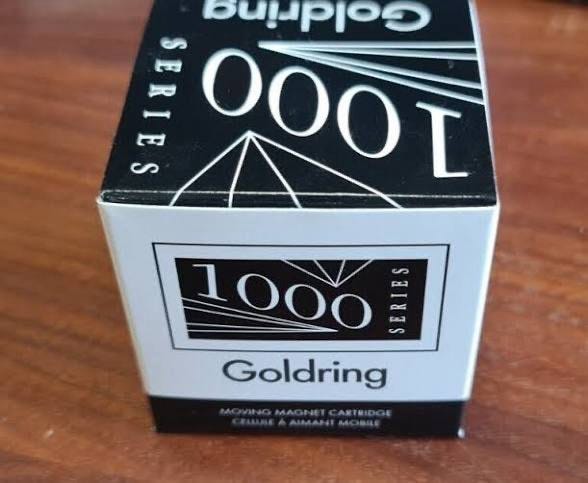 Goldring
1000
SERIES
1000
SERIES
Goldring
MOVING MAGNET CARTRIDGE
CELLULE À AIMANT MOBILE